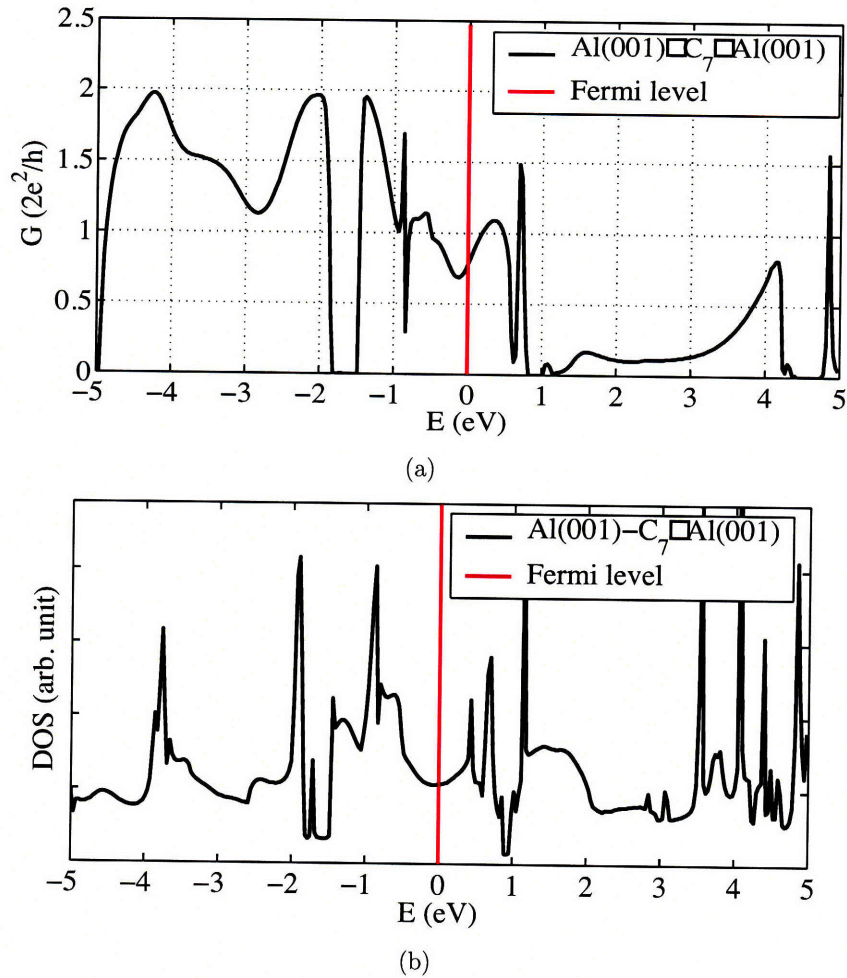 2.5
2
1.5
1
0.5
0
G (2e²/h)
Al(001)□C₇□Al(001)
Fermi level
−5 −4 −3 −2 −1 0 1 2 3 4 5
E (eV)
(a)
DOS (arb. unit)
Al(001)−C₇□Al(001)
Fermi level
−5 −4 −3 −2 −1 0 1 2 3 4 5
E (eV)
(b)